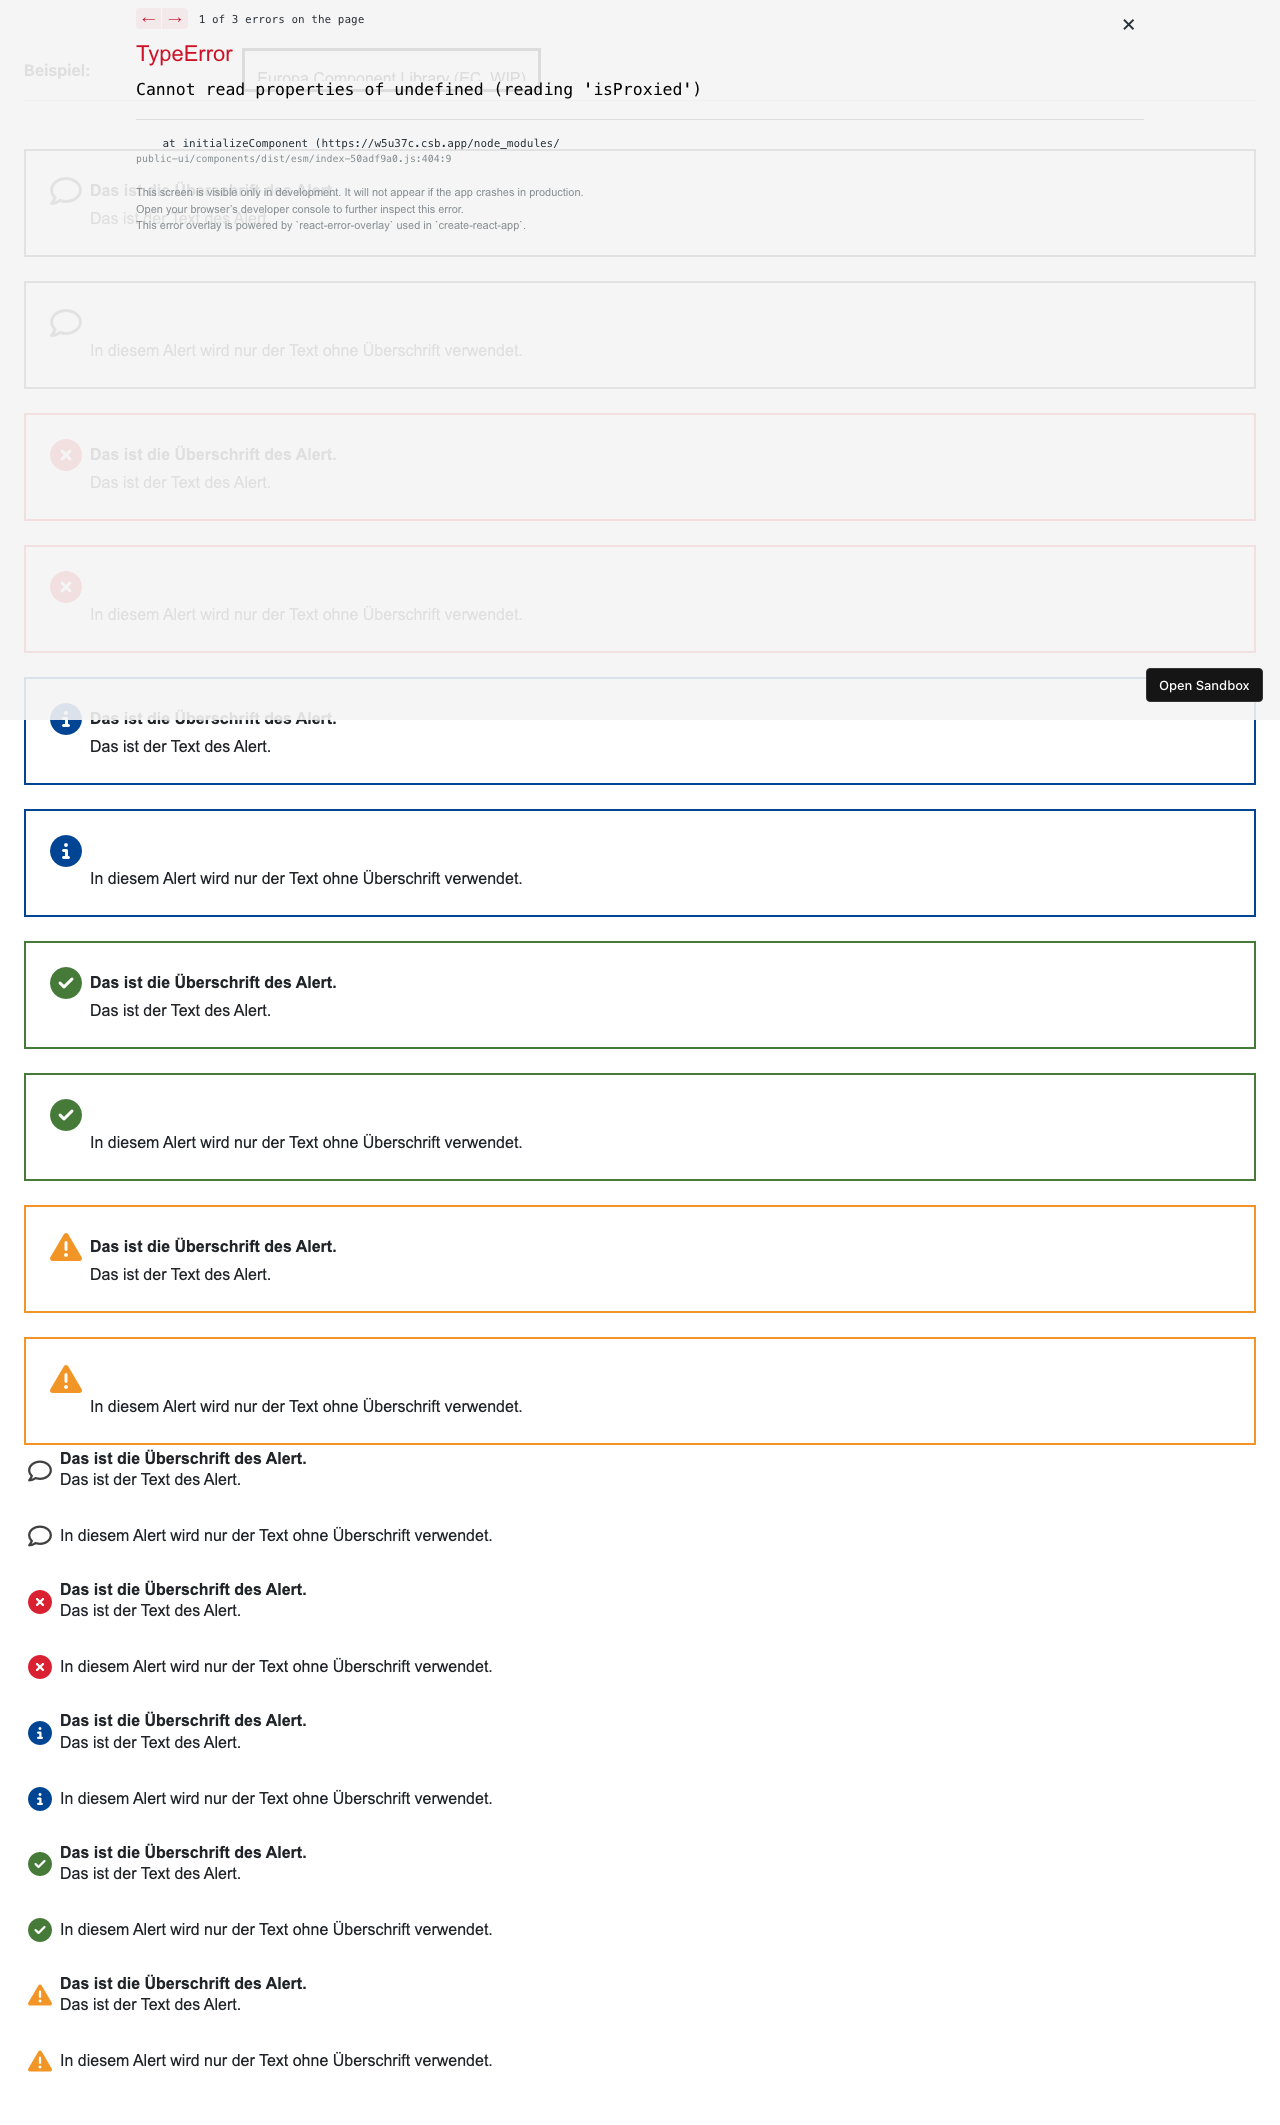 ← → 1 of 3 errors on the page
✕
TypeError
Beispiel:
Europa Component Library (EC, WIP)
Cannot read properties of undefined (reading 'isProxied')
at initializeComponent (https://w5u37c.csb.app/node_modules/
public-ui/components/dist/esm/index-50adf9a0.js:404:9
Das ist die Überschrift des Alert.
This screen is visible only in development. It will not appear if the app crashes in production.
Open your browser’s developer console to further inspect this error.
Das ist der Text des Alert.
This error overlay is powered by `react-error-overlay` used in `create-react-app`.
In diesem Alert wird nur der Text ohne Überschrift verwendet.
Das ist die Überschrift des Alert.
Das ist der Text des Alert.
In diesem Alert wird nur der Text ohne Überschrift verwendet.
Open Sandbox
Das ist die Überschrift des Alert.
Das ist der Text des Alert.
In diesem Alert wird nur der Text ohne Überschrift verwendet.
Das ist die Überschrift des Alert.
Das ist der Text des Alert.
In diesem Alert wird nur der Text ohne Überschrift verwendet.
Das ist die Überschrift des Alert.
Das ist der Text des Alert.
In diesem Alert wird nur der Text ohne Überschrift verwendet.
Das ist die Überschrift des Alert.
Das ist der Text des Alert.
In diesem Alert wird nur der Text ohne Überschrift verwendet.
Das ist die Überschrift des Alert.
Das ist der Text des Alert.
In diesem Alert wird nur der Text ohne Überschrift verwendet.
Das ist die Überschrift des Alert.
Das ist der Text des Alert.
In diesem Alert wird nur der Text ohne Überschrift verwendet.
Das ist die Überschrift des Alert.
Das ist der Text des Alert.
In diesem Alert wird nur der Text ohne Überschrift verwendet.
Das ist die Überschrift des Alert.
Das ist der Text des Alert.
In diesem Alert wird nur der Text ohne Überschrift verwendet.